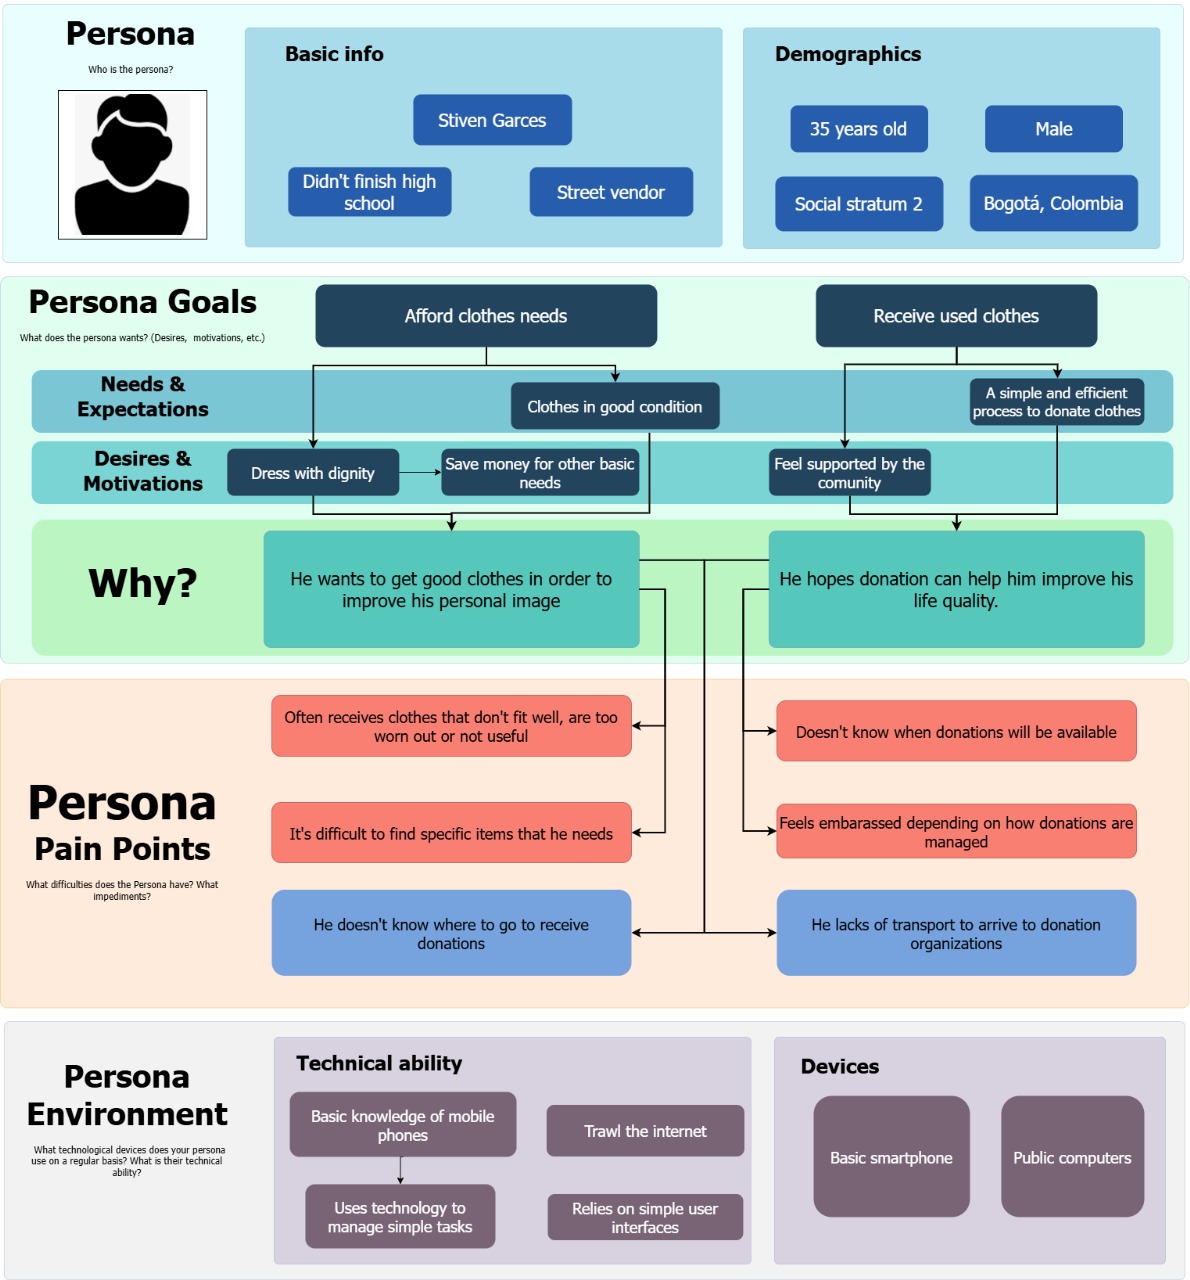 Persona
Who is the persona?
Basic info
Stiven Garces
Didn't finish high
school
Street vendor
Demographics
35 years old
Male
Social stratum 2
Bogotá, Colombia
Persona Goals
What does the persona wants? (Desires, motivations, etc.)
Afford clothes needs
Receive used clothes
Needs &
Expectations
Clothes in good condition
A simple and efficient
process to donate clothes
Desires &
Motivations
Dress with dignity
Save money for other basic
needs
Feel supported by the
comunity
Why?
He wants to get good clothes in order to
improve his personal image
He hopes donation can help him improve his
life quality.
Persona
Pain Points
What difficulties does the Persona have? What
impediments?
Often receives clothes that don't fit well, are too
worn out or not useful
Doesn't know when donations will be available
It's difficult to find specific items that he needs
Feels embarassed depending on how donations are
managed
He doesn't know where to go to receive
donations
He lacks of transport to arrive to donation
organizations
Persona
Environment
What technological devices does your persona
use on a regular basis? What is their technical
ability?
Technical ability
Basic knowledge of mobile
phones
Trawl the internet
Uses technology to
manage simple tasks
Relies on simple user
interfaces
Devices
Basic smartphone
Public computers